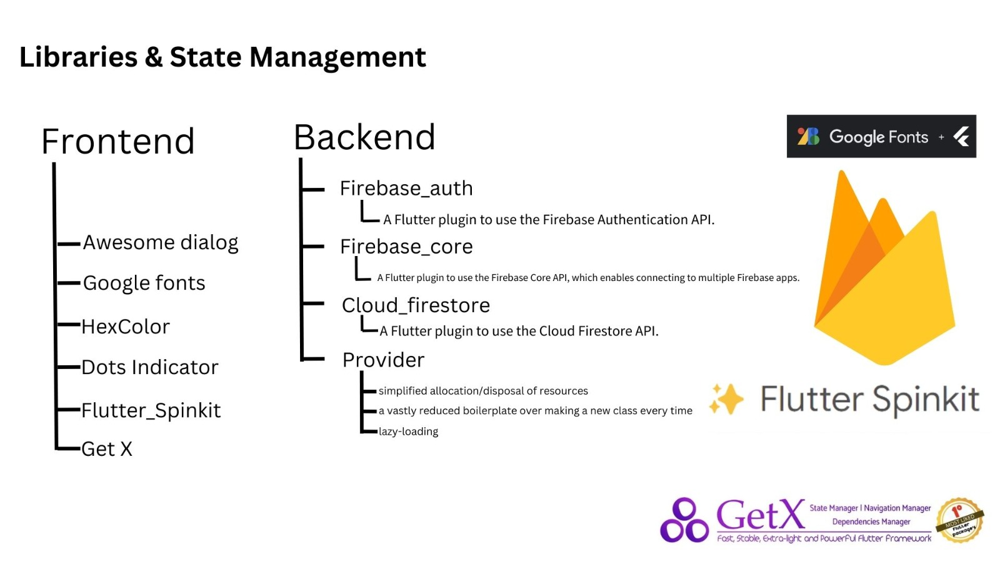 Libraries & State Management
Frontend
Awesome dialog
Google fonts
HexColor
Dots Indicator
Flutter_Spinkit
Get X
Backend
Firebase_auth
A Flutter plugin to use the Firebase Authentication API.
Firebase_core
A Flutter plugin to use the Firebase Core API, which enables connecting to multiple Firebase apps.
Cloud_firestore
A Flutter plugin to use the Cloud Firestore API.
Provider
simplified allocation/disposal of resources
a vastly reduced boilerplate over making a new class every time
lazy-loading
Google Fonts +
Flutter Spinkit
GetX
State Manager | Navigation Manager
Dependencies Manager
Fast, Stable, Extra-light and Powerful Flutter Framework
1º
MOST LIKED
Flutter
package's